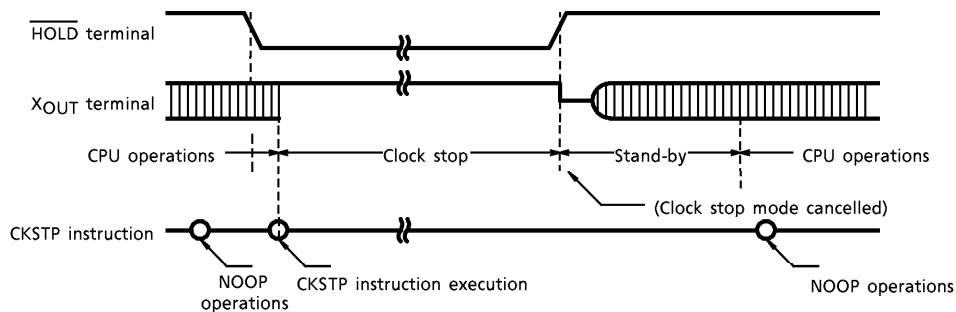 HOLD terminal
XOUT terminal
CPU operations
Clock stop
Stand-by
CPU operations
(Clock stop mode cancelled)
CKSTP instruction
NOOP
operations
CKSTP instruction execution
NOOP operations